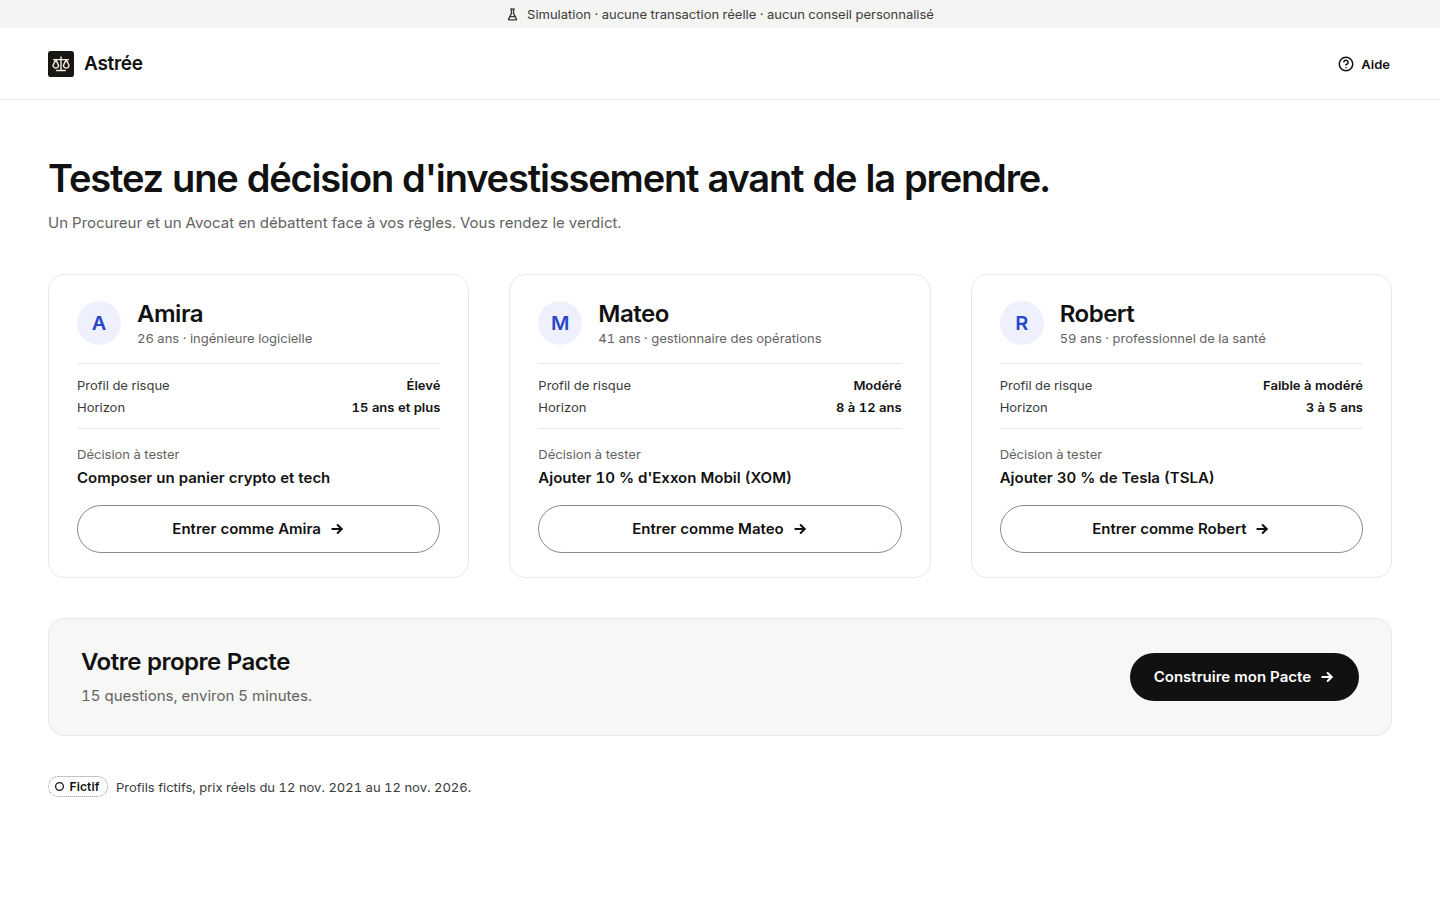 Simulation · aucune transaction réelle · aucun conseil personnalisé
Astrée
Aide
Testez une décision d'investissement avant de la prendre.
Un Procureur et un Avocat en débattent face à vos règles. Vous rendez le verdict.
A
Amira
26 ans · ingénieure logicielle
Profil de risque Élevé
Horizon 15 ans et plus
Décision à tester
Composer un panier crypto et tech
Entrer comme Amira →
M
Mateo
41 ans · gestionnaire des opérations
Profil de risque Modéré
Horizon 8 à 12 ans
Décision à tester
Ajouter 10 % d'Exxon Mobil (XOM)
Entrer comme Mateo →
R
Robert
59 ans · professionnel de la santé
Profil de risque Faible à modéré
Horizon 3 à 5 ans
Décision à tester
Ajouter 30 % de Tesla (TSLA)
Entrer comme Robert →
Votre propre Pacte
15 questions, environ 5 minutes.
Construire mon Pacte →
Fictif Profils fictifs, prix réels du 12 nov. 2021 au 12 nov. 2026.